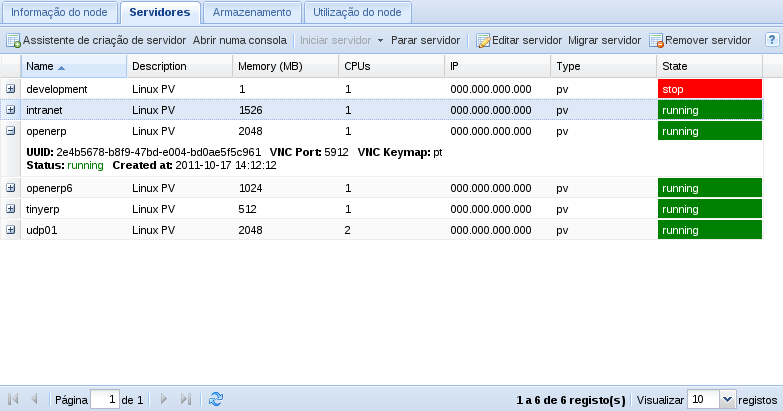 Informação do node Servidores Armazenamento Utilização do node
Assistente de criação de servidor Abrir numa consola Iniciar servidor Parar servidor Editar servidor Migrar servidor Remover servidor ?
Name Description Memory (MB) CPUs IP Type State
development Linux PV 1 1 000.000.000.000 pv stop
intranet Linux PV 1526 1 000.000.000.000 pv running
openerp Linux PV 2048 1 000.000.000.000 pv running
UUID: 2e4b5678-b8f9-47bd-e004-bd0ae5f5c961 VNC Port: 5912 VNC Keymap: pt
Status: running Created at: 2011-10-17 14:12:12
openerp6 Linux PV 1024 1 000.000.000.000 pv running
tinyerp Linux PV 512 1 000.000.000.000 pv running
udp01 Linux PV 2048 2 000.000.000.000 pv running
Página 1 de 1 1 a 6 de 6 registo(s) Visualizar 10 registos